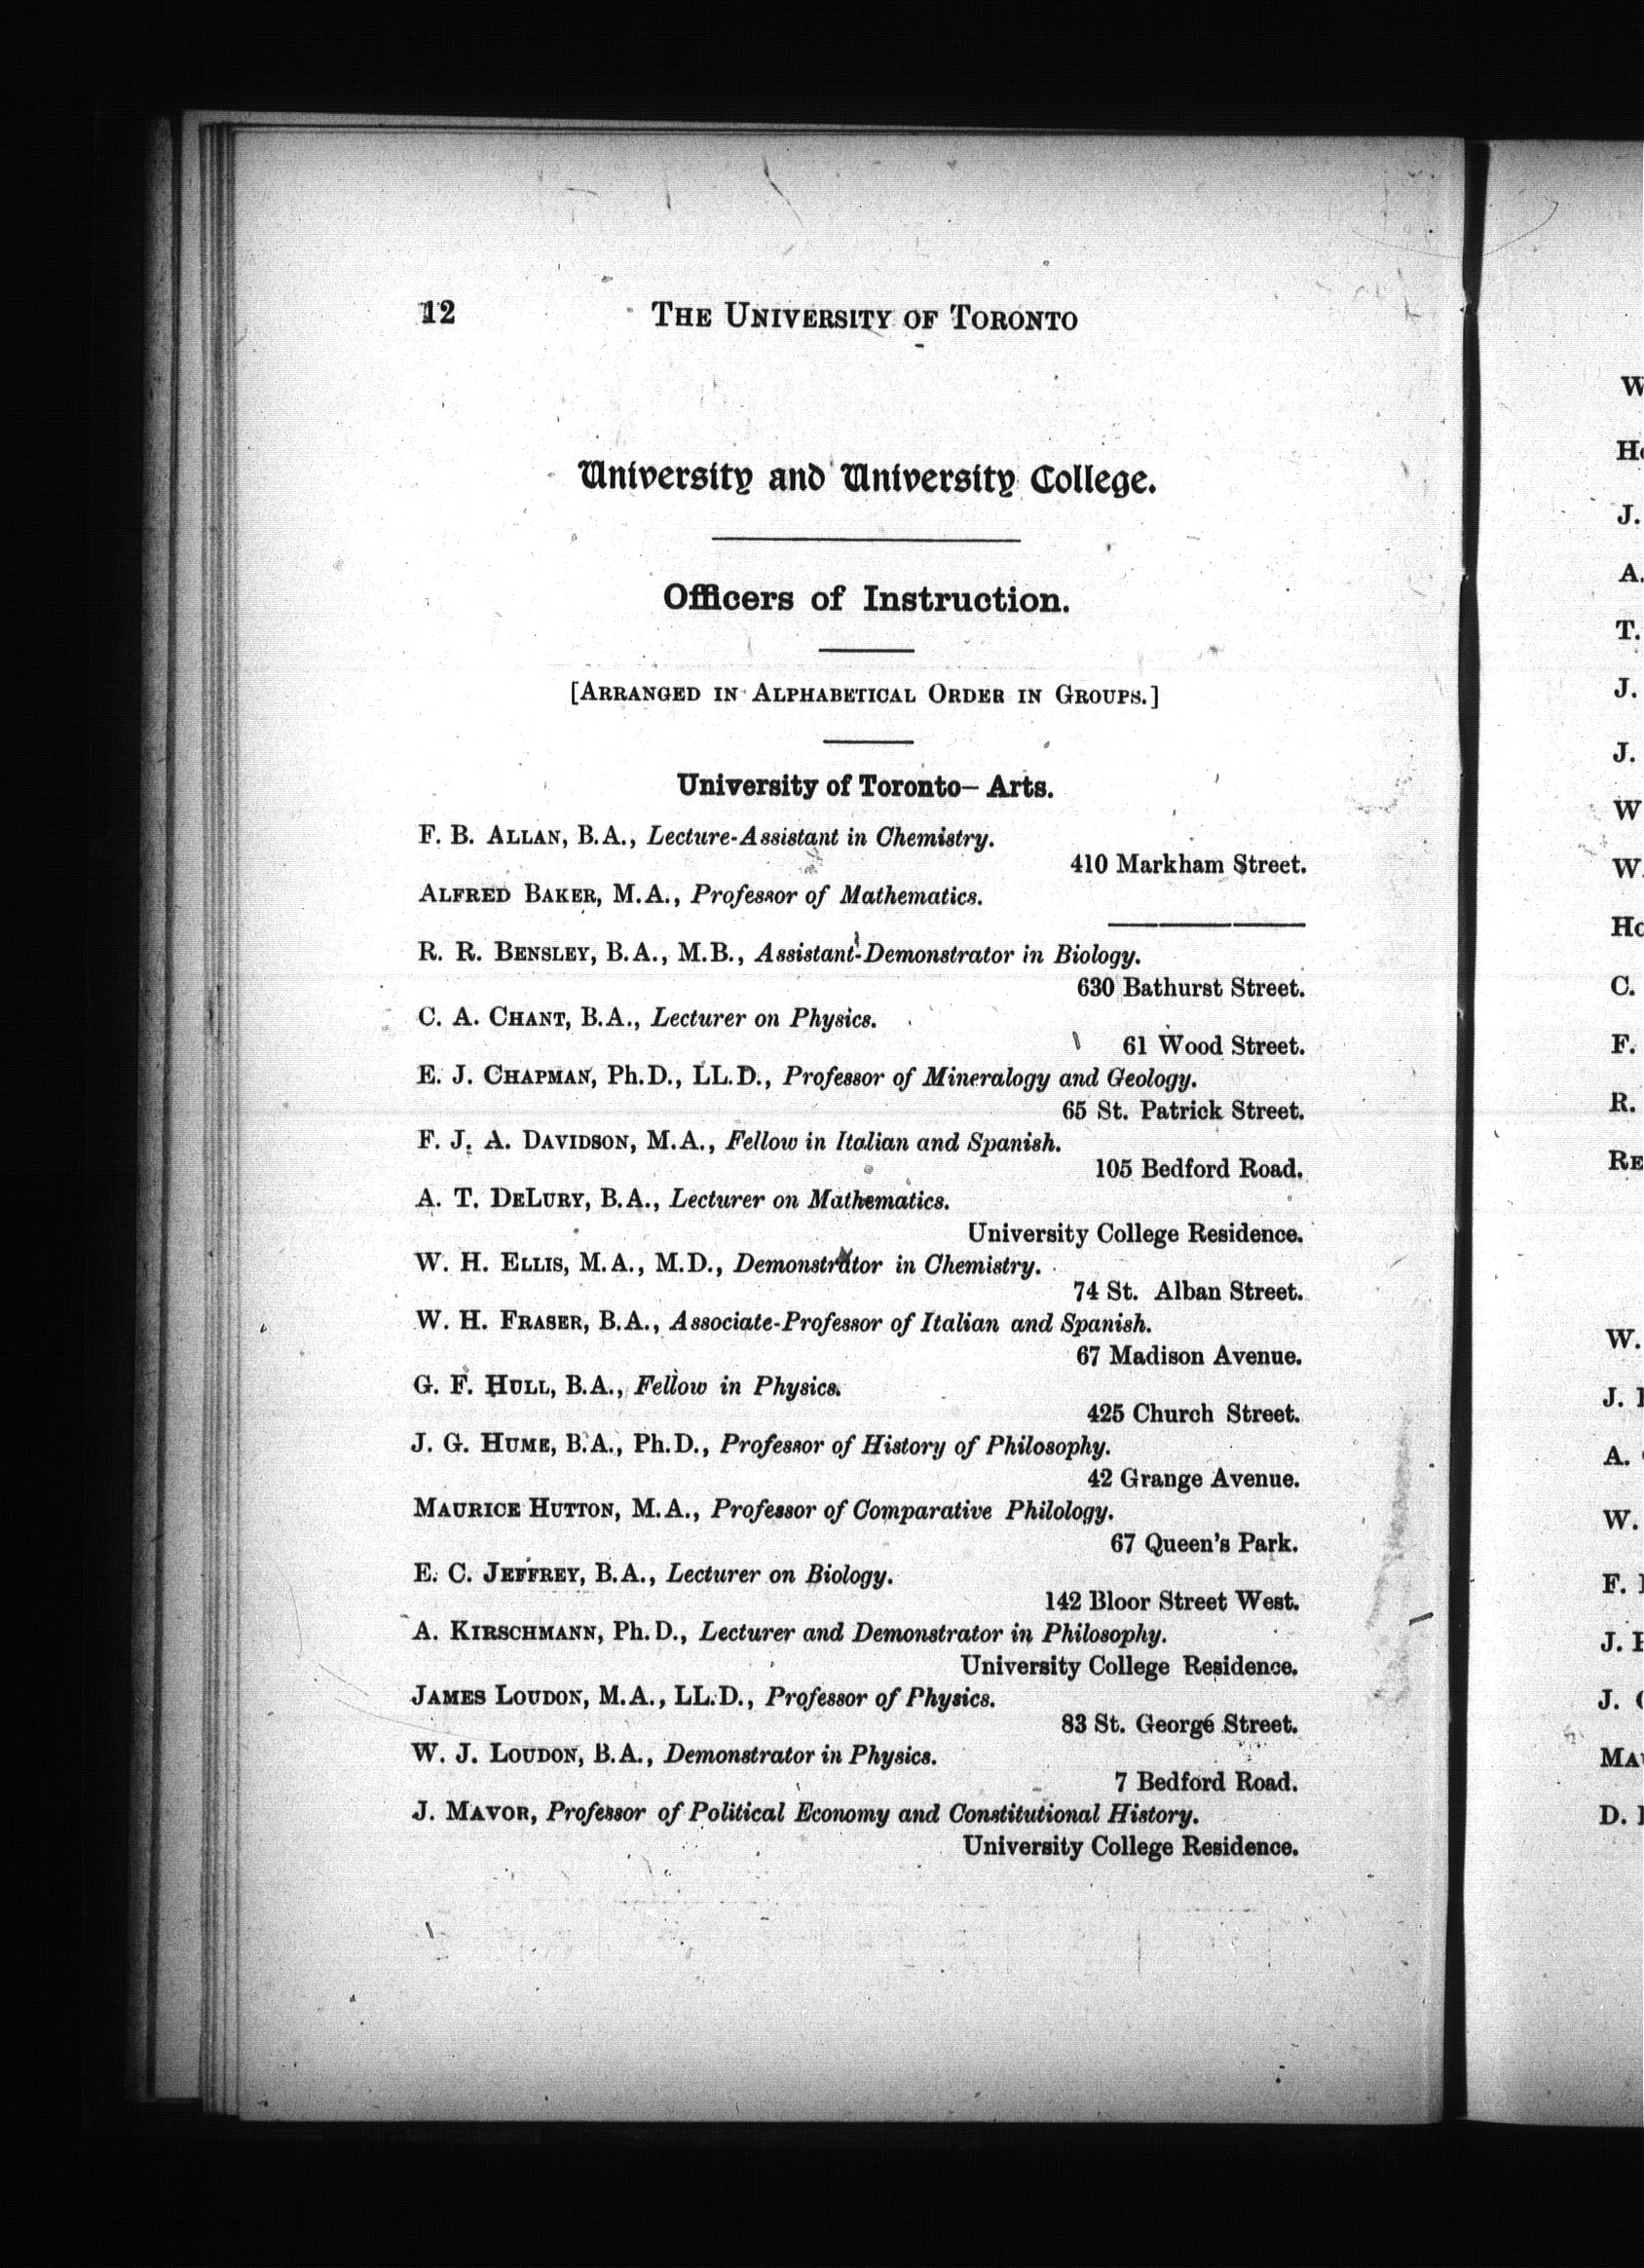 12
THE UNIVERSITY OF TORONTO
University and University College.
Officers of Instruction.
[ARRANGED IN ALPHABETICAL ORDER IN GROUPS.]
University of Toronto— Arts.
F. B. ALLAN, B.A., Lecture-Assistant in Chemistry.
410 Markham Street.
ALFRED BAKER, M.A., Professor of Mathematics.
R. R. BENSLEY, B.A., M.B., Assistant-Demonstrator in Biology.
630 Bathurst Street.
C. A. CHANT, B.A., Lecturer on Physics.
61 Wood Street.
E. J. CHAPMAN, Ph.D., LL.D., Professor of Mineralogy and Geology.
65 St. Patrick Street.
F. J. A. DAVIDSON, M.A., Fellow in Italian and Spanish.
105 Bedford Road.
A. T. DELURY, B.A., Lecturer on Mathematics.
University College Residence.
W. H. ELLIS, M.A., M.D., Demonstrator in Chemistry.
74 St. Alban Street.
W. H. FRASER, B.A., Associate-Professor of Italian and Spanish.
67 Madison Avenue.
G. F. HULL, B.A., Fellow in Physics.
425 Church Street.
J. G. HUME, B.A., Ph.D., Professor of History of Philosophy.
42 Grange Avenue.
MAURICE HUTTON, M.A., Professor of Comparative Philology.
67 Queen's Park.
E. C. JEFFREY, B.A., Lecturer on Biology.
142 Bloor Street West.
A. KIRSCHMANN, Ph.D., Lecturer and Demonstrator in Philosophy.
University College Residence.
JAMES LOUDON, M.A., LL.D., Professor of Physics.
83 St. George Street.
W. J. LOUDON, B.A., Demonstrator in Physics.
7 Bedford Road.
J. MAVOR, Professor of Political Economy and Constitutional History.
University College Residence.
W
J.
A.
T.
J.
J.
W
W.
C.
F.
R.
W.
J.
A.
W.
F.
J.
J.
D.